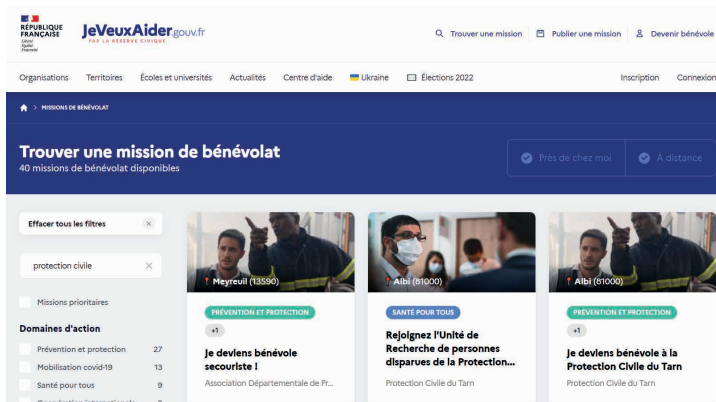 RÉPUBLIQUE
FRANÇAISE
Liberté
Égalité
Fraternité
JeVeuxAider.gouv.fr
PAR LA RÉSERVE CIVIQUE
Trouver une mission
Publier une mission
Devenir bénévole
Organisations Territoires Écoles et universités Actualités Centre d'aide Ukraine Élections 2022 Inscription Connexion
> MISSIONS DE BÉNÉVOLAT
Trouver une mission de bénévolat
40 missions de bénévolat disponibles
Près de chez moi
À distance
Effacer tous les filtres ×
protection civile ×
Missions prioritaires
Domaines d'action
Prévention et protection 27
Mobilisation covid-19 13
Santé pour tous 9
Meyreuil (13590)
PRÉVENTION ET PROTECTION
+1
Je deviens bénévole
secouriste !
Association Départementale de Pr...
Albi (81000)
SANTÉ POUR TOUS
Rejoignez l'Unité de
Recherche de personnes
disparues de la Protection...
Protection Civile du Tarn
Albi (81000)
PRÉVENTION ET PROTECTION
+1
Je deviens bénévole à la
Protection Civile du Tarn
Protection Civile du Tarn